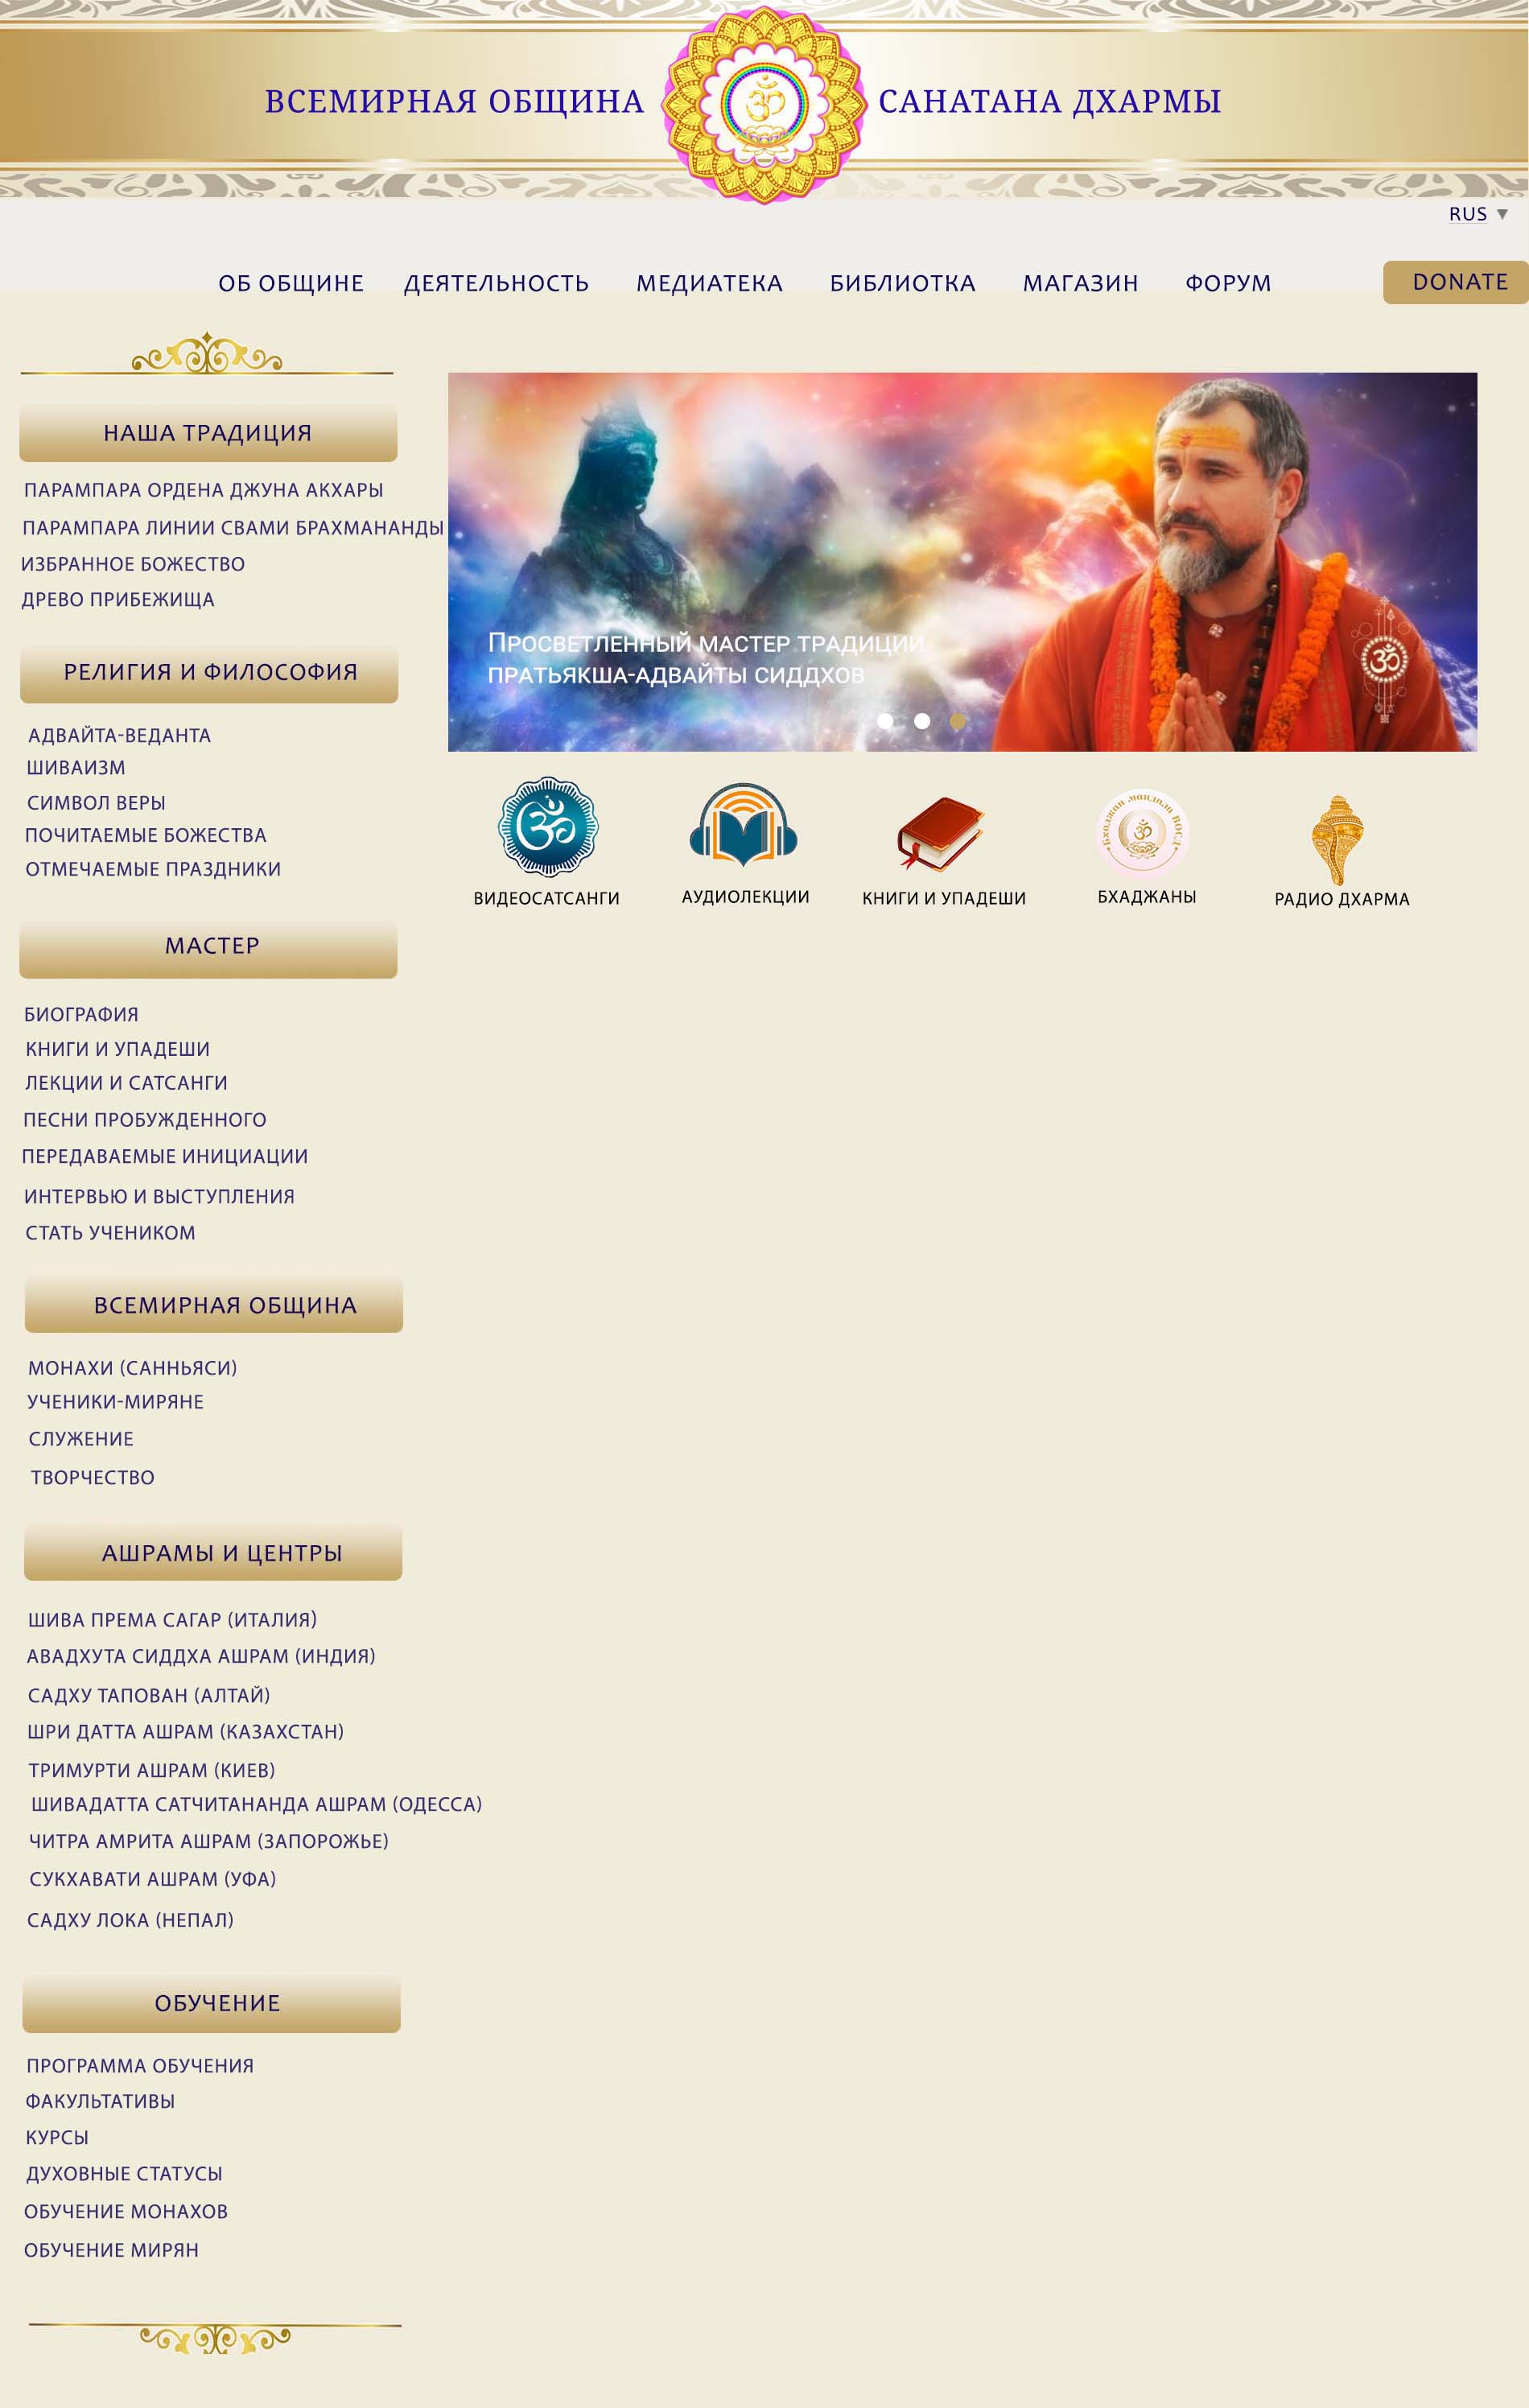 ВСЕМИРНАЯ ОБЩИНА САНАТАНА ДХАРМЫ
RUS ▼
ОБ ОБЩИНЕ ДЕЯТЕЛЬНОСТЬ МЕДИАТЕКА БИБЛИОТКА МАГАЗИН ФОРУМ DONATE
НАША ТРАДИЦИЯ
ПАРАМПАРА ОРДЕНА ДЖУНА АКХАРЫ
ПАРАМПАРА ЛИНИИ СВАМИ БРАХМАНАНДЫ
ИЗБРАННОЕ БОЖЕСТВО
ДРЕВО ПРИБЕЖИЩА
РЕЛИГИЯ И ФИЛОСОФИЯ
АДВАЙТА-ВЕДАНТА
ШИВАИЗМ
СИМВОЛ ВЕРЫ
ПОЧИТАЕМЫЕ БОЖЕСТВА
ОТМЕЧАЕМЫЕ ПРАЗДНИКИ
МАСТЕР
БИОГРАФИЯ
КНИГИ И УПАДЕШИ
ЛЕКЦИИ И САТСАНГИ
ПЕСНИ ПРОБУЖДЕННОГО
ПЕРЕДАВАЕМЫЕ ИНИЦИАЦИИ
ИНТЕРВЬЮ И ВЫСТУПЛЕНИЯ
СТАТЬ УЧЕНИКОМ
ВСЕМИРНАЯ ОБЩИНА
МОНАХИ (САННЬЯСИ)
УЧЕНИКИ-МИРЯНЕ
СЛУЖЕНИЕ
ТВОРЧЕСТВО
АШРАМЫ И ЦЕНТРЫ
ШИВА ПРЕМА САГАР (ИТАЛИЯ)
АВАДХУТА СИДДХА АШРАМ (ИНДИЯ)
САДХУ ТАПОВАН (АЛТАЙ)
ШРИ ДАТТА АШРАМ (КАЗАХСТАН)
ТРИМУРТИ АШРАМ (КИЕВ)
ШИВАДАТТА САТЧИТАНАНДА АШРАМ (ОДЕССА)
ЧИТРА АМРИТА АШРАМ (ЗАПОРОЖЬЕ)
СУКХАВАТИ АШРАМ (УФА)
САДХУ ЛОКА (НЕПАЛ)
ОБУЧЕНИЕ
ПРОГРАММА ОБУЧЕНИЯ
ФАКУЛЬТАТИВЫ
КУРСЫ
ДУХОВНЫЕ СТАТУСЫ
ОБУЧЕНИЕ МОНАХОВ
ОБУЧЕНИЕ МИРЯН
Просветленный мастер традиции
пратьякша-адвайты сиддхов
ॐ
ॐ
Бхаджан мандала ВОСД
ॐ
ВИДЕОСАТСАНГИ АУДИОЛЕКЦИИ КНИГИ И УПАДЕШИ БХАДЖАНЫ РАДИО ДХАРМА